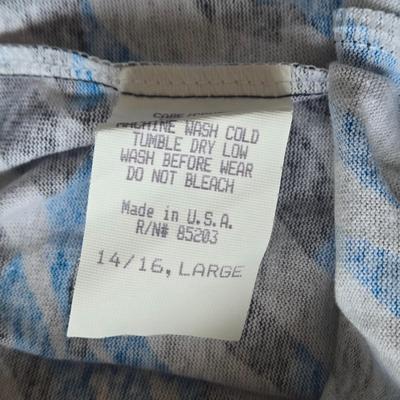 MACHINE WASH COLD
TUMBLE DRY LOW
WASH BEFORE WEAR
DO NOT BLEACH
Made in U.S.A.
R/N# 85203
14/16, LARGE